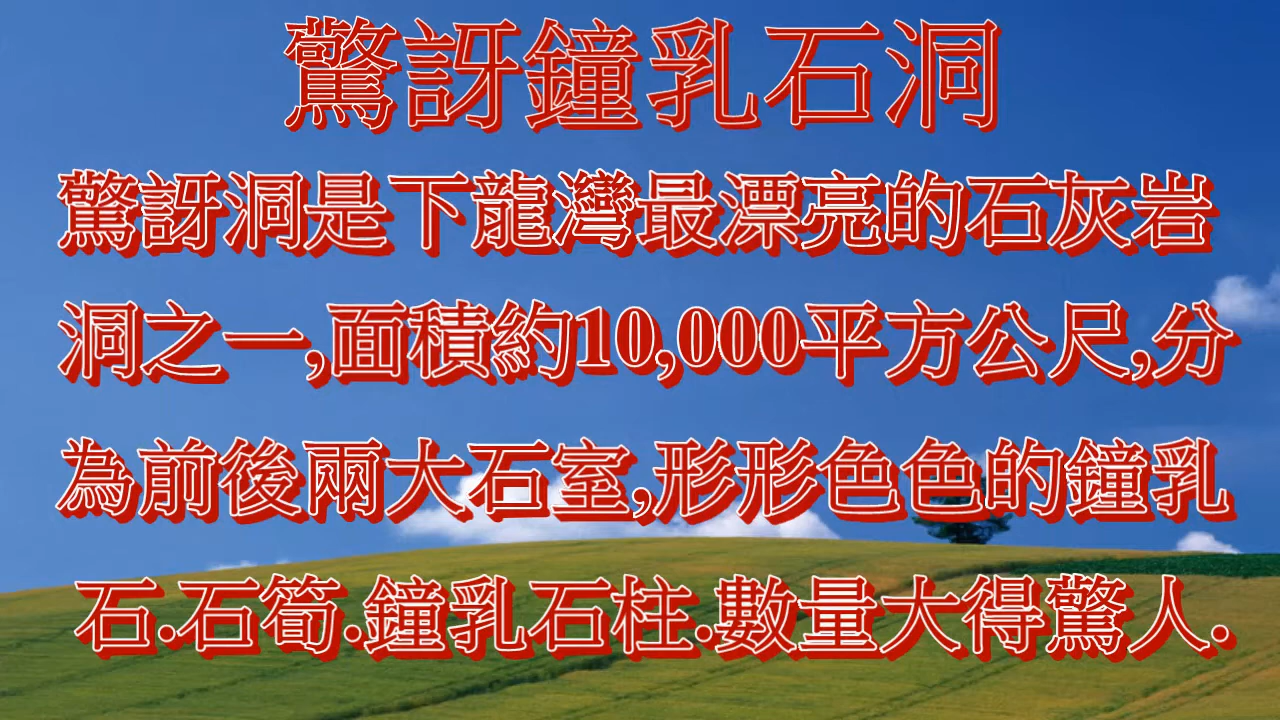 驚訝鐘乳石洞
驚訝洞是下龍灣最漂亮的石灰岩
洞之一,面積約10,000平方公尺,分
為前後兩大石室,形形色色的鐘乳
石.石筍.鐘乳石柱.數量大得驚人.